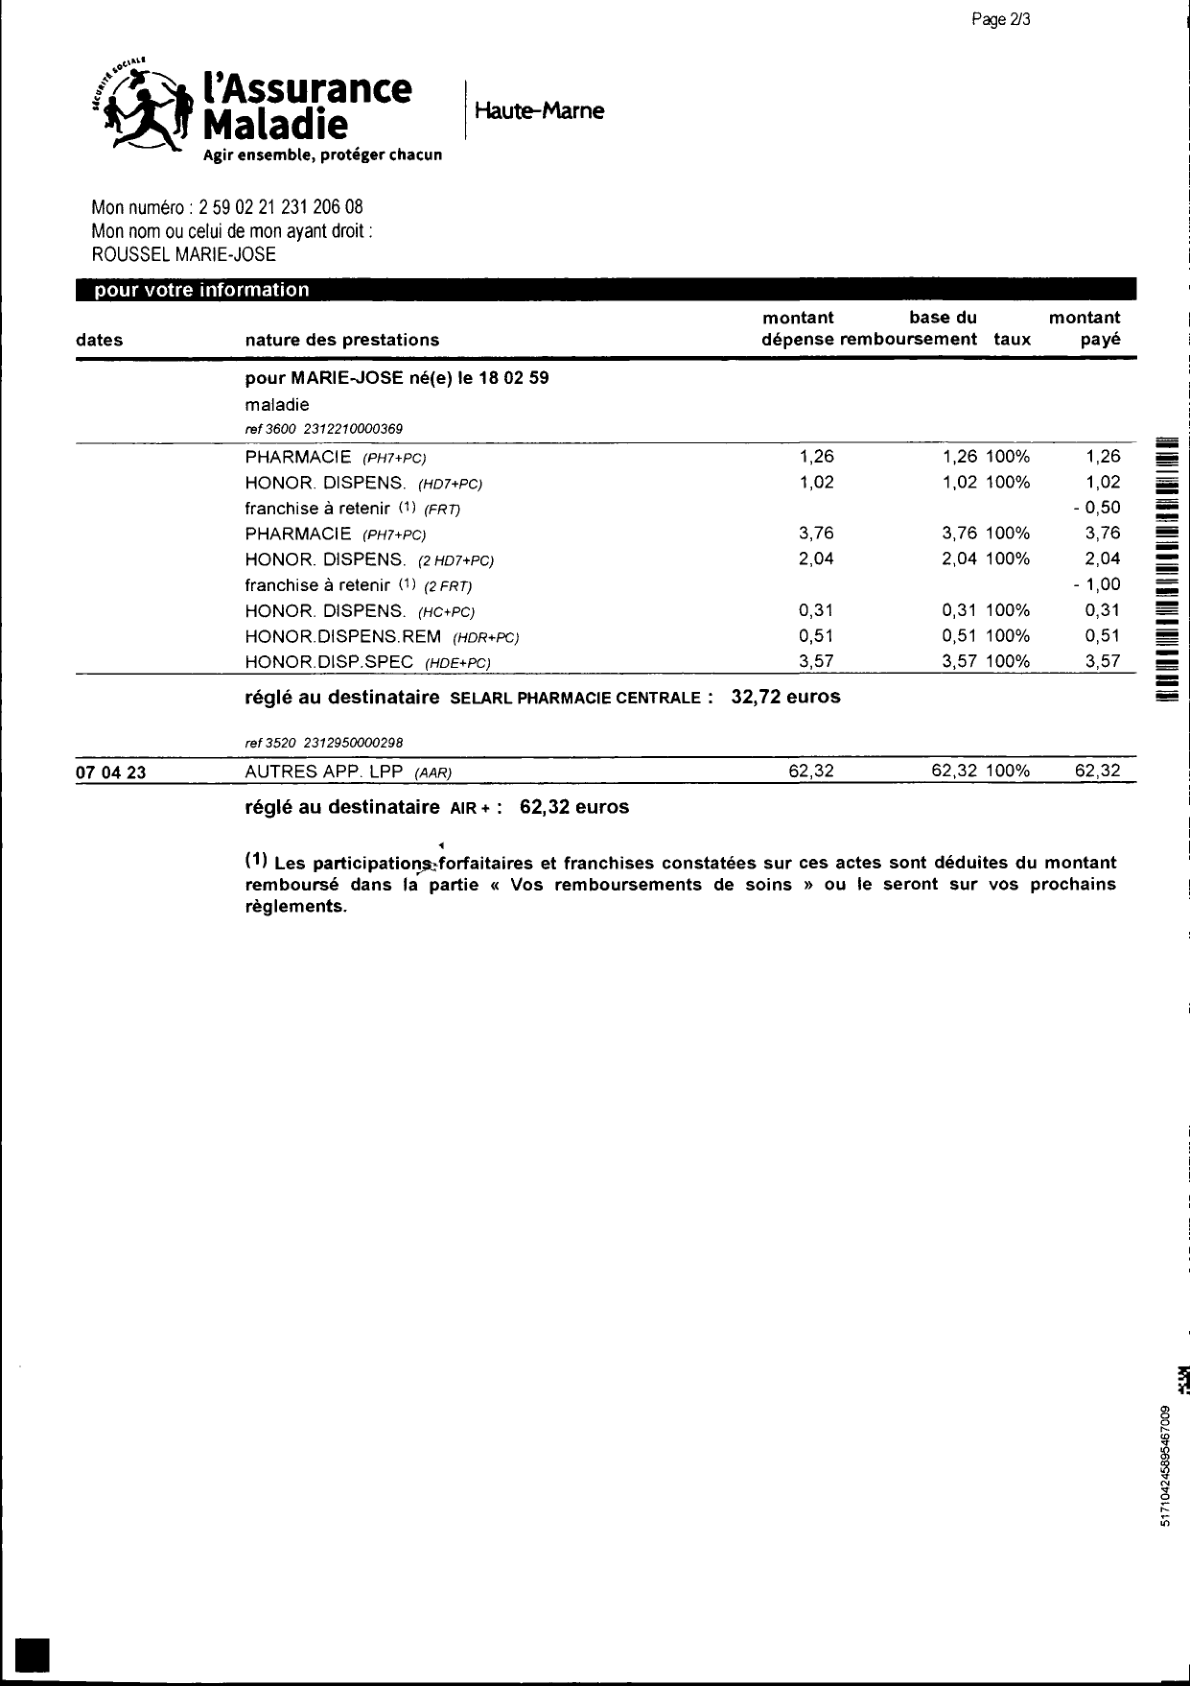 Page 2/3
SÉCURITÉ SOCIALE
l'Assurance
Maladie
Agir ensemble, protéger chacun
Haute-Marne
Mon numéro : 2 59 02 21 231 206 08
Mon nom ou celui de mon ayant droit :
ROUSSEL MARIE-JOSE
pour votre information
montant base du montant
dates nature des prestations dépense remboursement taux payé
pour MARIE-JOSE né(e) le 18 02 59
maladie
ref 3600 2312210000369
PHARMACIE (PH7+PC) 1,26 1,26 100% 1,26
HONOR. DISPENS. (HD7+PC) 1,02 1,02 100% 1,02
franchise à retenir (1) (FRT) - 0,50
PHARMACIE (PH7+PC) 3,76 3,76 100% 3,76
HONOR. DISPENS. (2 HD7+PC) 2,04 2,04 100% 2,04
franchise à retenir (1) (2 FRT) - 1,00
HONOR. DISPENS. (HC+PC) 0,31 0,31 100% 0,31
HONOR.DISPENS.REM (HDR+PC) 0,51 0,51 100% 0,51
HONOR.DISP.SPEC (HDE+PC) 3,57 3,57 100% 3,57
réglé au destinataire SELARL PHARMACIE CENTRALE : 32,72 euros
ref 3520 2312950000298
07 04 23 AUTRES APP. LPP (AAR) 62,32 62,32 100% 62,32
réglé au destinataire AIR + : 62,32 euros
(1) Les participations forfaitaires et franchises constatées sur ces actes sont déduites du montant
remboursé dans la partie « Vos remboursements de soins » ou le seront sur vos prochains
règlements.
517104245895467009